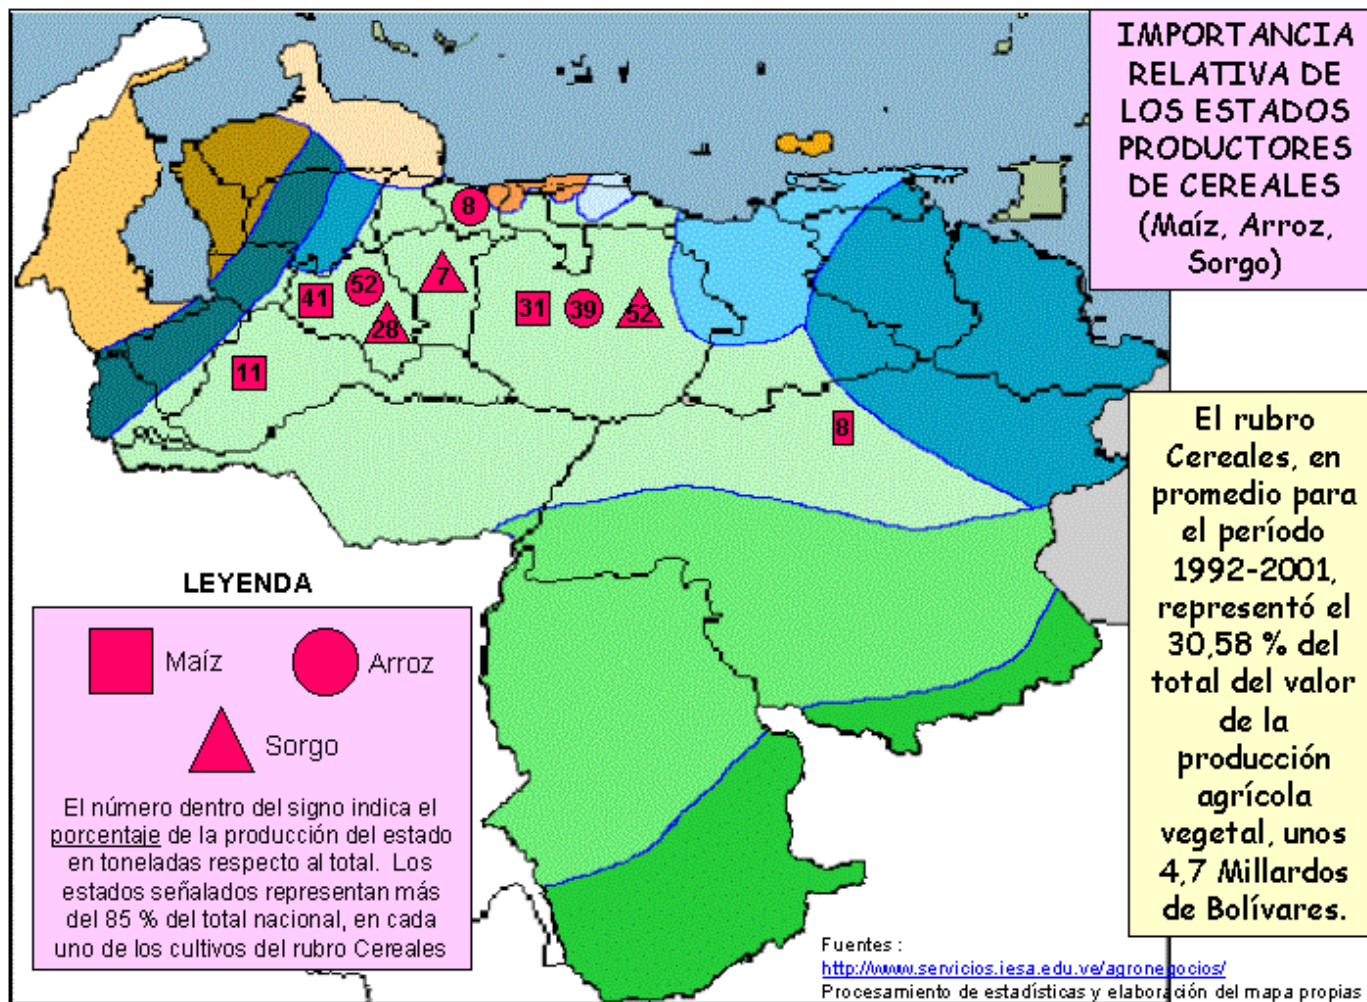 IMPORTANCIA
RELATIVA DE
LOS ESTADOS
PRODUCTORES
DE CEREALES
(Maíz, Arroz,
Sorgo)
8
7
52
41
28
31
39
52
11
8
El rubro
Cereales, en
promedio para
el período
1992-2001,
representó el
30,58 % del
total del valor
de la
producción
agrícola
vegetal, unos
4,7 Millardos
de Bolívares.
LEYENDA
Maíz
Arroz
Sorgo
El número dentro del signo indica el
porcentaje de la producción del estado
en toneladas respecto al total. Los
estados señalados representan más
del 85 % del total nacional, en cada
uno de los cultivos del rubro Cereales
Fuentes :
http://www.servicios.iesa.edu.ve/agronegocios/
Procesamiento de estadísticas y elaboración del mapa propias